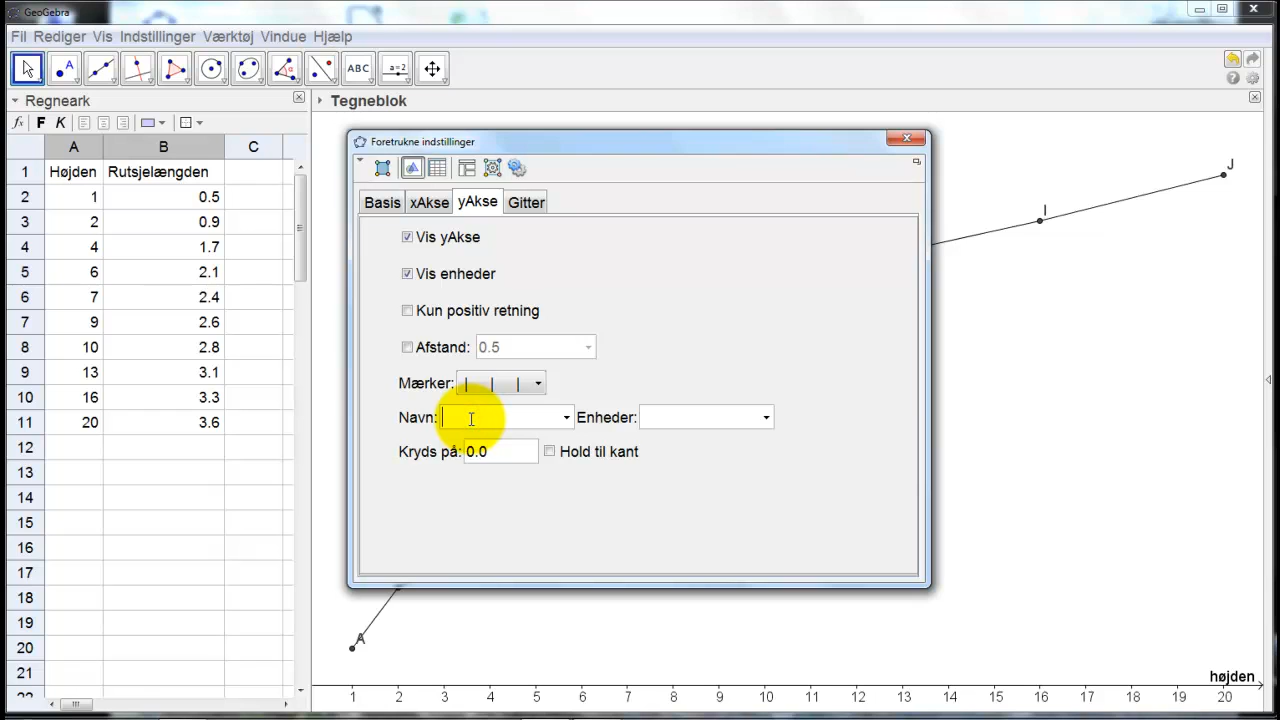 GeoGebra
Fil Rediger Vis Indstillinger Værktøj Vindue Hjælp
A
ABC
a=2
Regneark
Tegneblok
fx F K
A B C
1 Højden Rutsjelængden
2 1 0.5
3 2 0.9
4 4 1.7
5 6 2.1
6 7 2.4
7 9 2.6
8 10 2.8
9 13 3.1
10 16 3.3
11 20 3.6
12
13
14
15
16
17
18
19
20
21
22
Foretrukne indstillinger
Basis xAkse yAkse Gitter
Vis yAkse
Vis enheder
Kun positiv retning
Afstand: 0.5
Mærker:
Navn: Enheder:
Kryds på: 0.0 Hold til kant
J
I
A
højden
1 2 3 4 5 6 7 8 9 10 11 12 13 14 15 16 17 18 19 20